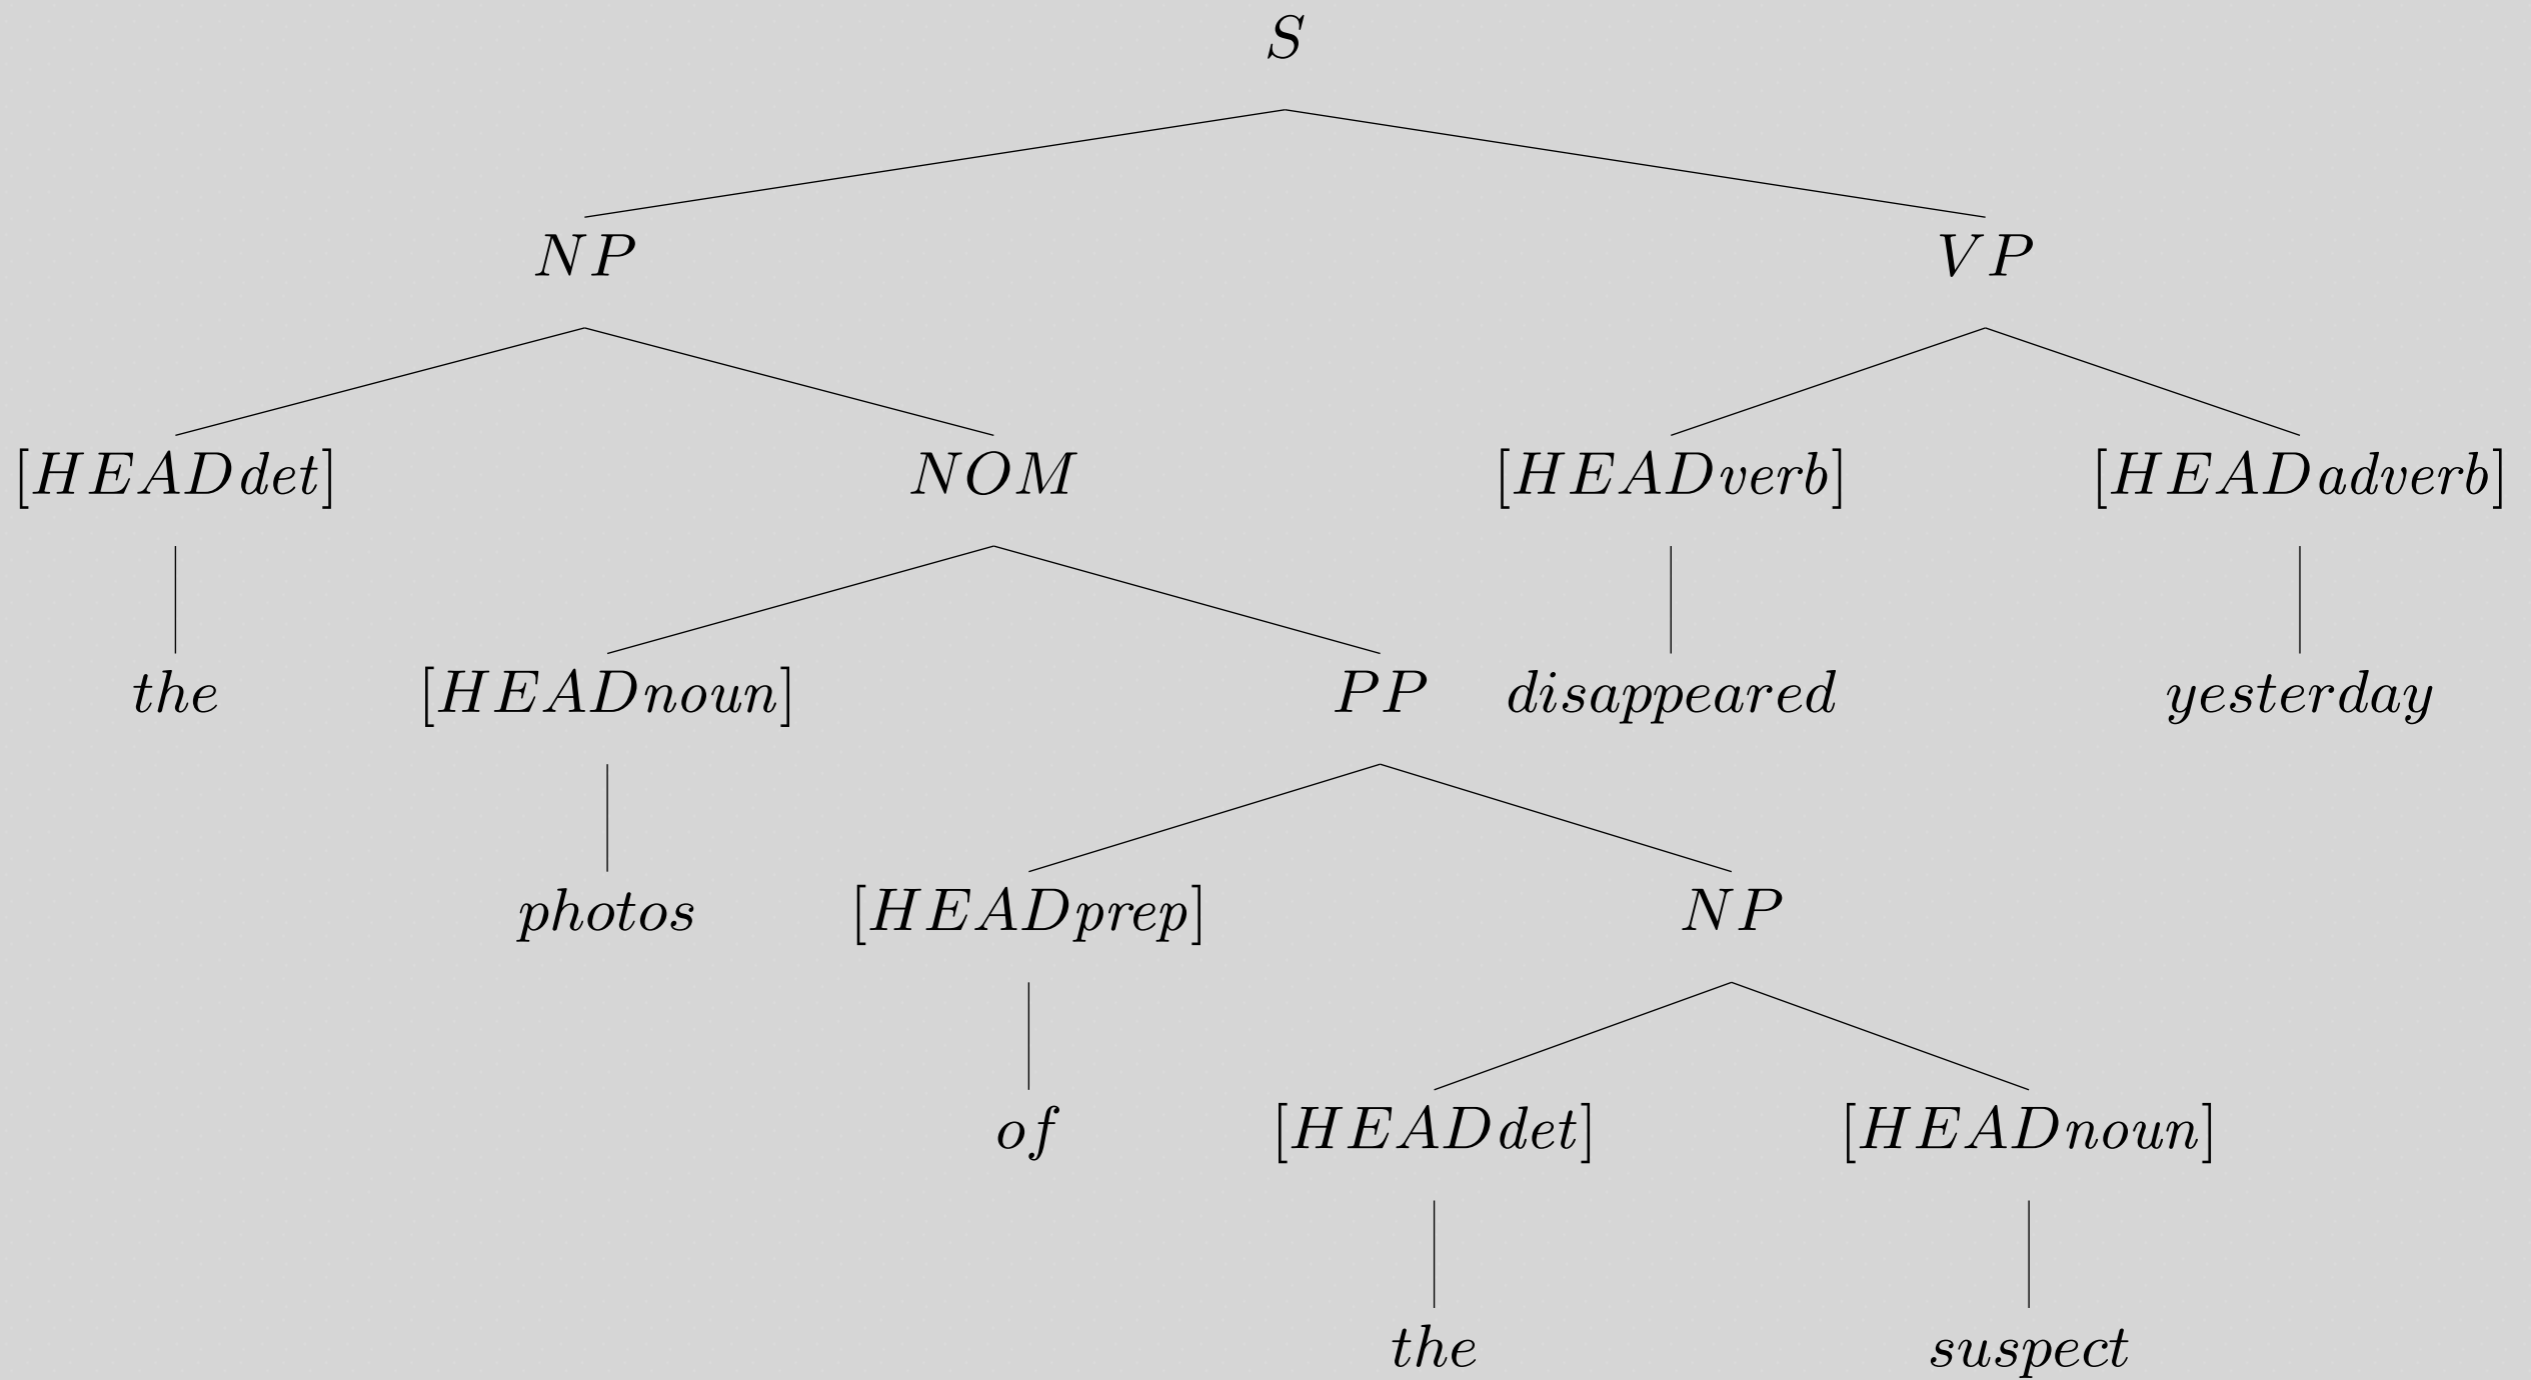 S
NP VP
[HEADdet] NOM [HEADverb] [HEADadverb]
the [HEADnoun] PP disappeared yesterday
photos [HEADprep] NP
of [HEADdet] [HEADnoun]
the suspect